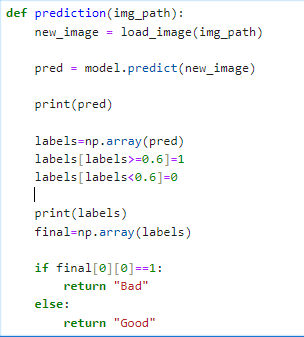 def prediction(img_path):
    new_image = load_image(img_path)
    pred = model.predict(new_image)
    print(pred)
    labels=np.array(pred)
    labels[labels>=0.6]=1
    labels[labels<0.6]=0
    print(labels)
    final=np.array(labels)
    if final[0][0]==1:
        return "Bad"
    else:
        return "Good"